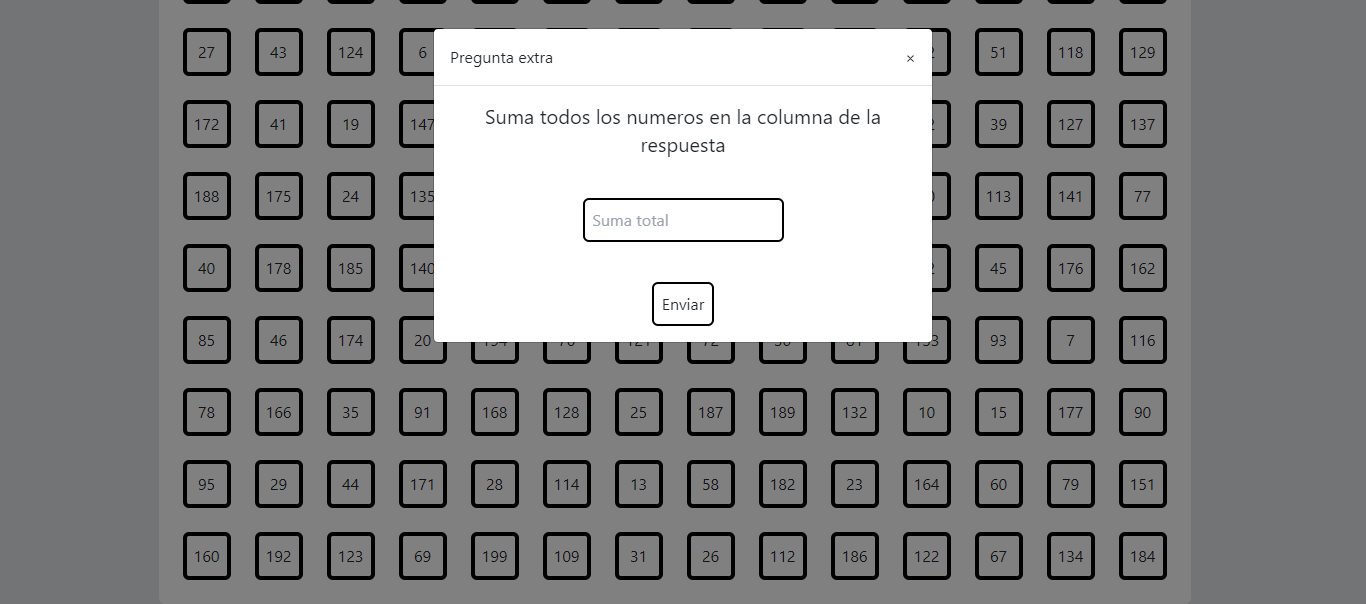 27 43 124 6 51 118 129
Pregunta extra ×
Suma todos los numeros en la columna de la
respuesta
172 41 19 147 39 127 137
188 175 24 135 113 141 77
Suma total
40 178 185 140 45 176 162
Enviar
85 46 174 20 93 7 116
78 166 35 91 168 128 25 187 189 132 10 15 177 90
95 29 44 171 28 114 13 58 182 23 164 60 79 151
160 192 123 69 199 109 31 26 112 186 122 67 134 184